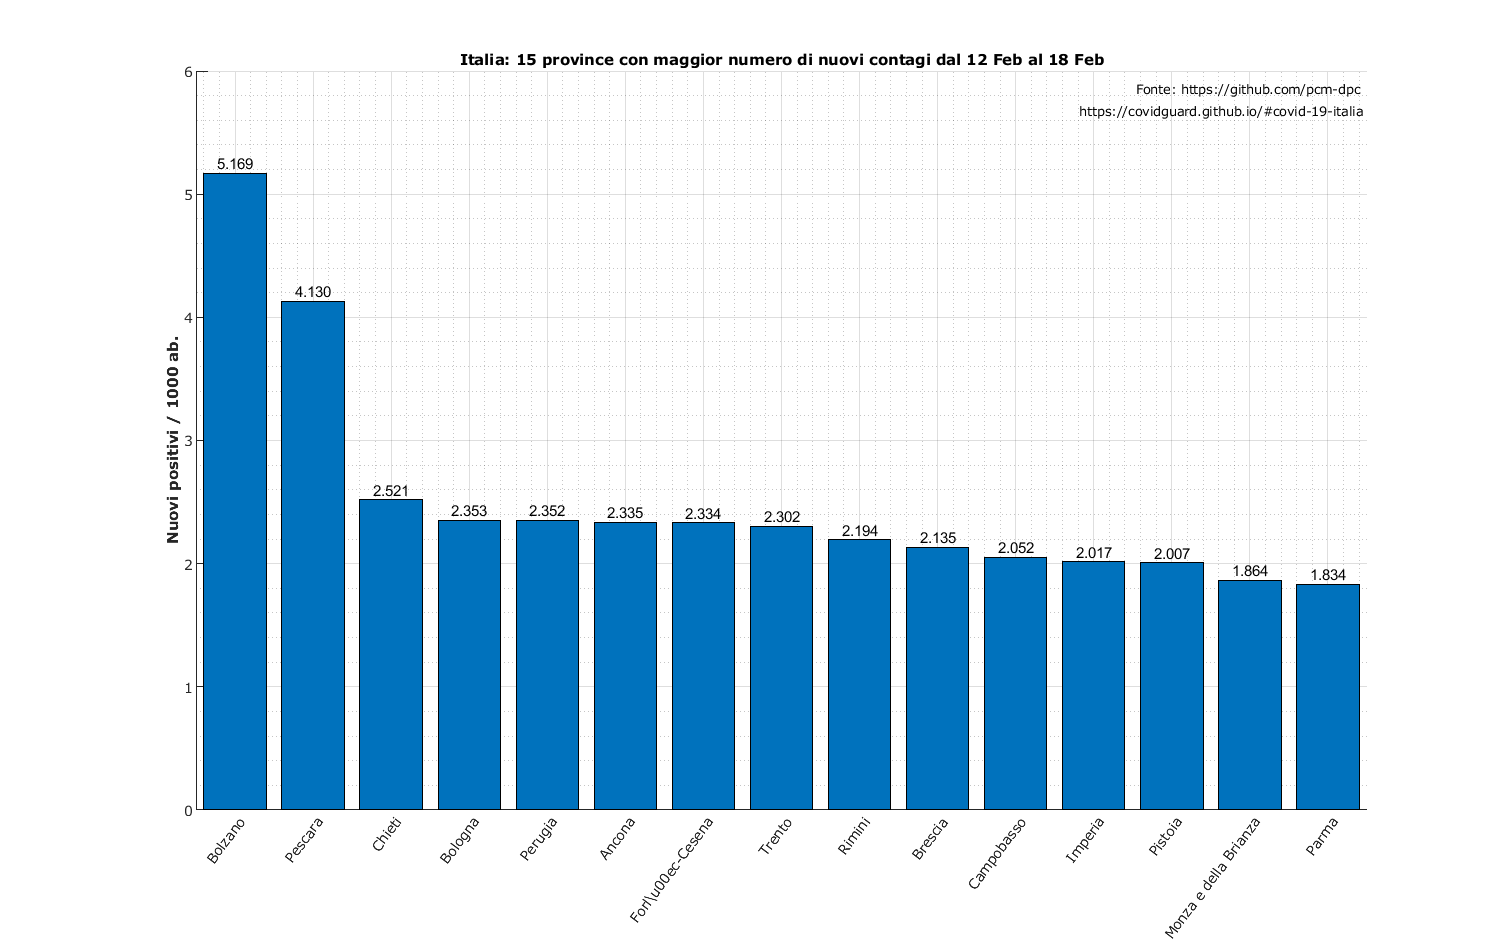 Italia: 15 province con maggior numero di nuovi contagi dal 12 Feb al 18 Feb
Fonte: https://github.com/pcm-dpc
https://covidguard.github.io/#covid-19-italia
Nuovi positivi / 1000 ab.
6
5
4
3
2
1
0
5.169
4.130
2.521
2.353
2.352
2.335
2.334
2.302
2.194
2.135
2.052
2.017
2.007
1.864
1.834
Bolzano
Pescara
Chieti
Bologna
Perugia
Ancona
Forl\u00ec-Cesena
Trento
Rimini
Brescia
Campobasso
Imperia
Pistoia
Monza e della Brianza
Parma